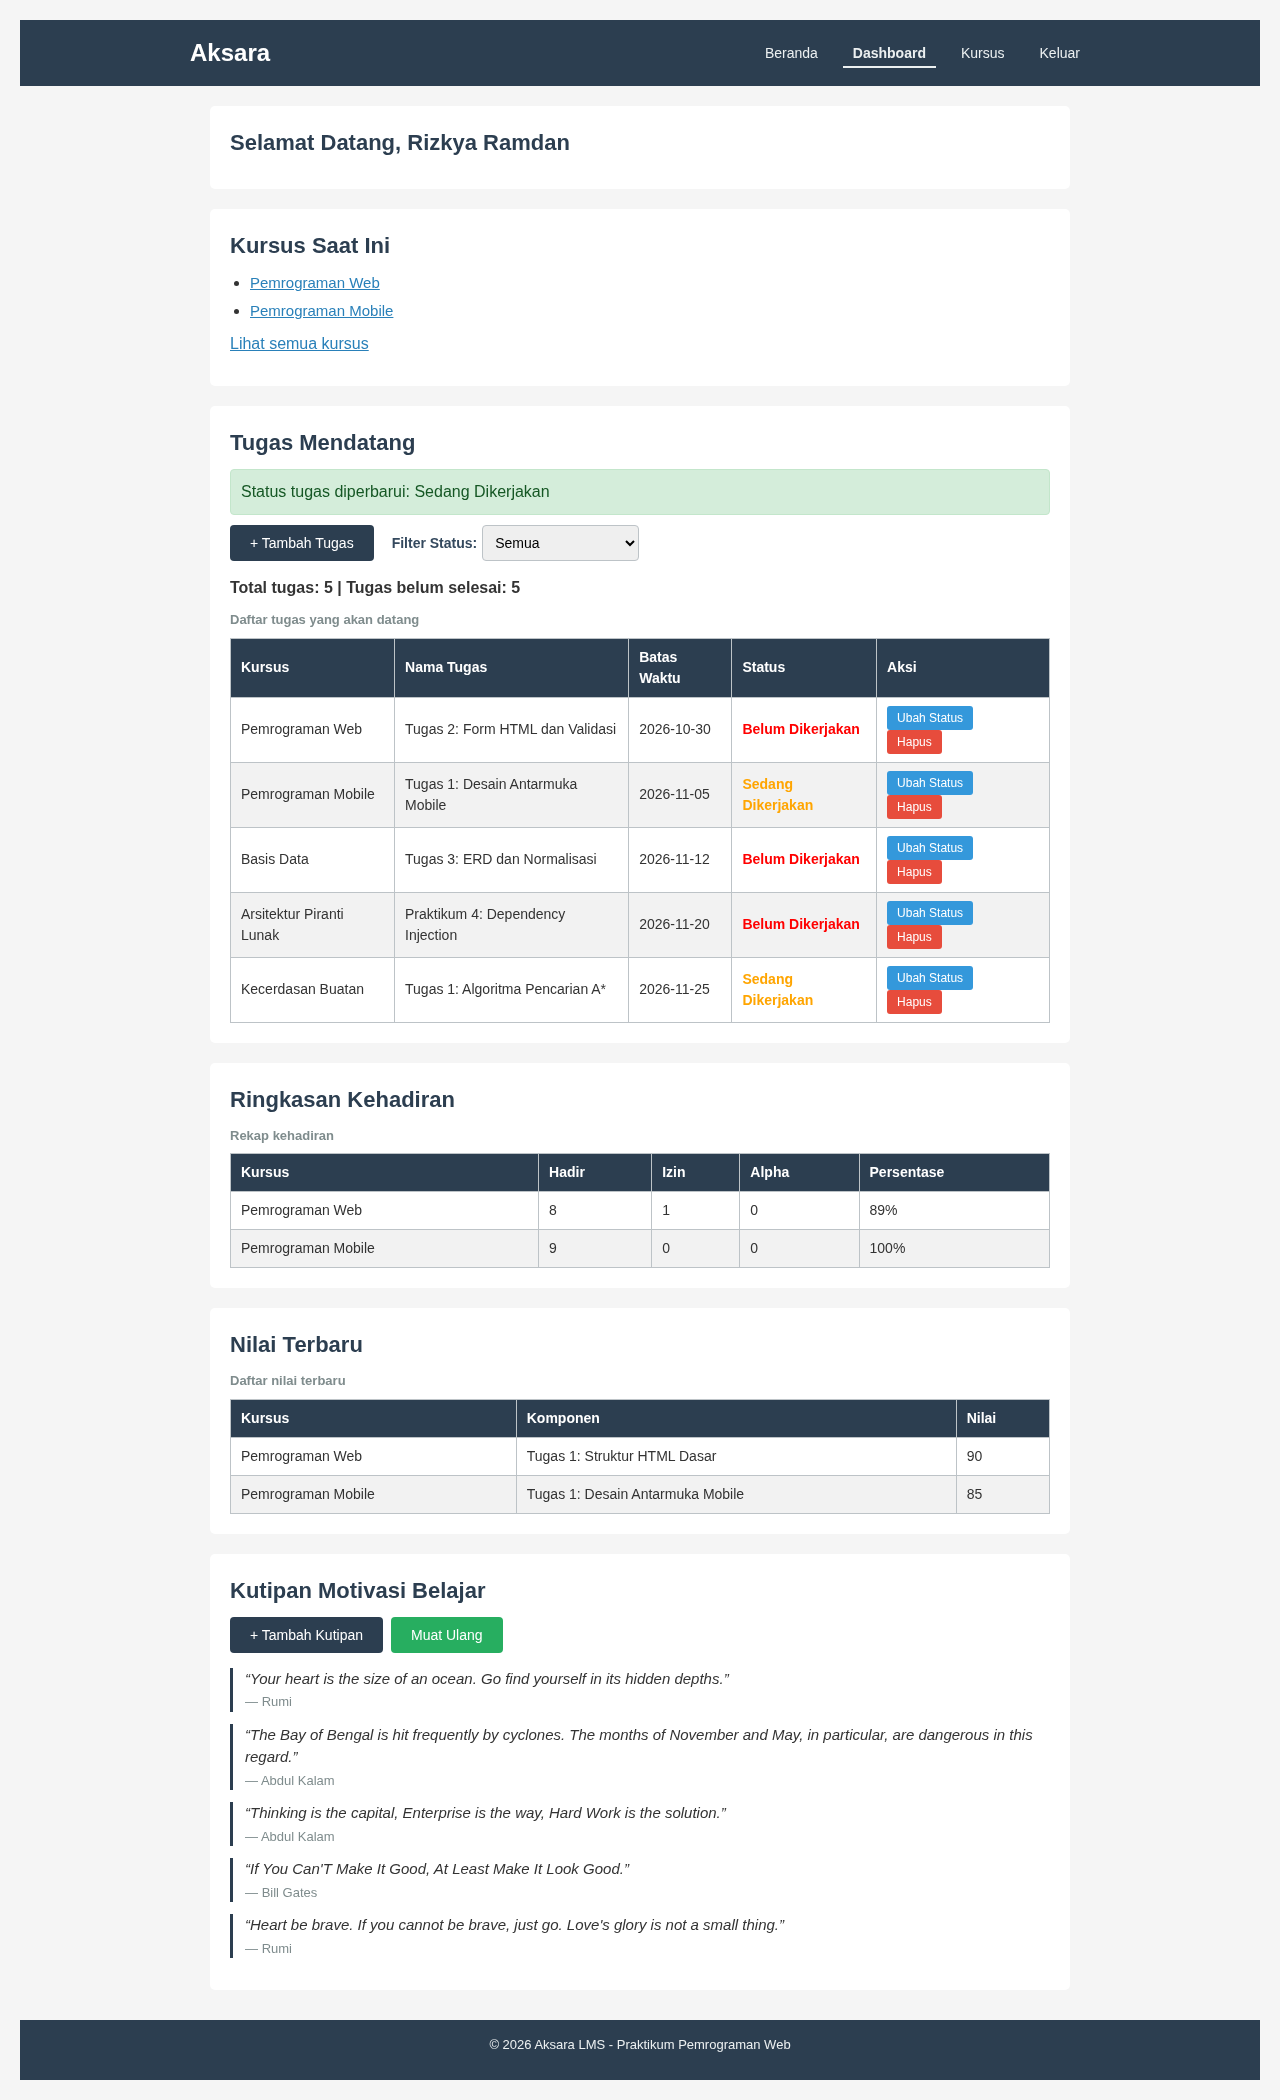 Aksara
Beranda Dashboard Kursus Keluar
Selamat Datang, Rizkya Ramdan
Kursus Saat Ini
Pemrograman Web
Pemrograman Mobile
Lihat semua kursus
Tugas Mendatang
Status tugas diperbarui: Sedang Dikerjakan
+ Tambah Tugas Filter Status: Semua
Total tugas: 5 | Tugas belum selesai: 5
Daftar tugas yang akan datang
Kursus Nama Tugas Batas Waktu Status Aksi
Pemrograman Web Tugas 2: Form HTML dan Validasi 2026-10-30 Belum Dikerjakan Ubah Status Hapus
Pemrograman Mobile Tugas 1: Desain Antarmuka Mobile 2026-11-05 Sedang Dikerjakan Ubah Status Hapus
Basis Data Tugas 3: ERD dan Normalisasi 2026-11-12 Belum Dikerjakan Ubah Status Hapus
Arsitektur Piranti Lunak Praktikum 4: Dependency Injection 2026-11-20 Belum Dikerjakan Ubah Status Hapus
Kecerdasan Buatan Tugas 1: Algoritma Pencarian A* 2026-11-25 Sedang Dikerjakan Ubah Status Hapus
Ringkasan Kehadiran
Rekap kehadiran
Kursus Hadir Izin Alpha Persentase
Pemrograman Web 8 1 0 89%
Pemrograman Mobile 9 0 0 100%
Nilai Terbaru
Daftar nilai terbaru
Kursus Komponen Nilai
Pemrograman Web Tugas 1: Struktur HTML Dasar 90
Pemrograman Mobile Tugas 1: Desain Antarmuka Mobile 85
Kutipan Motivasi Belajar
+ Tambah Kutipan Muat Ulang
“Your heart is the size of an ocean. Go find yourself in its hidden depths.”
— Rumi
“The Bay of Bengal is hit frequently by cyclones. The months of November and May, in particular, are dangerous in this
regard.”
— Abdul Kalam
“Thinking is the capital, Enterprise is the way, Hard Work is the solution.”
— Abdul Kalam
“If You Can'T Make It Good, At Least Make It Look Good.”
— Bill Gates
“Heart be brave. If you cannot be brave, just go. Love's glory is not a small thing.”
— Rumi
© 2026 Aksara LMS - Praktikum Pemrograman Web